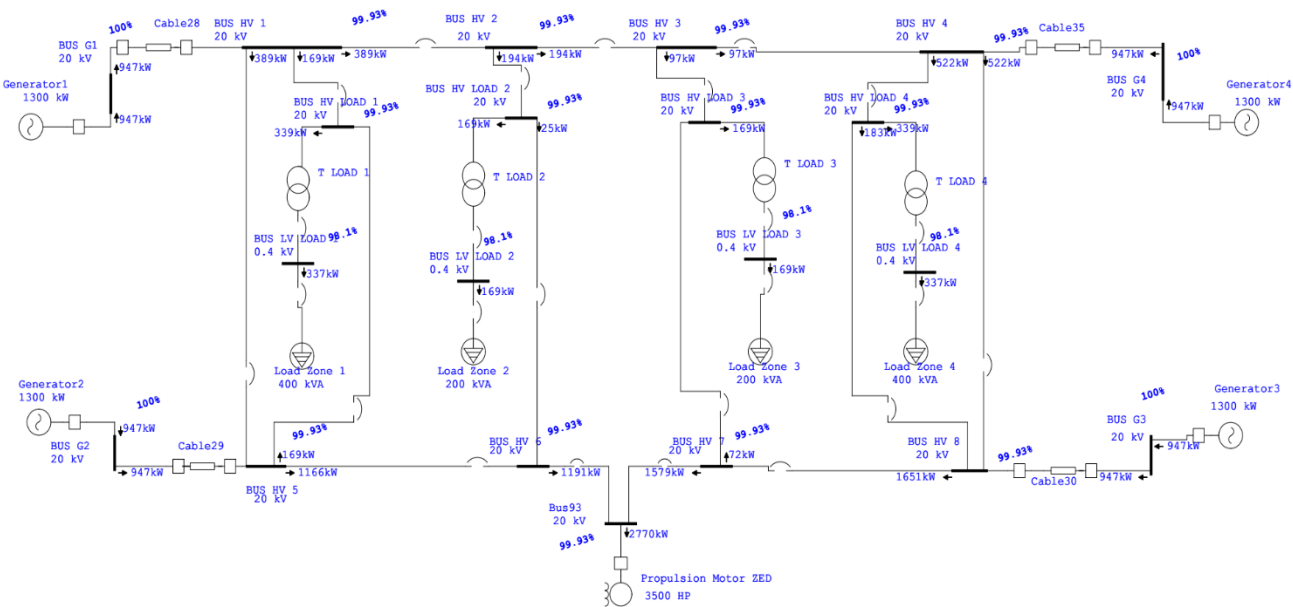 BUS HV 1
20 kV
99.93%
BUS HV 2
20 kV
99.93%
BUS HV 3
20 kV
99.93%
BUS HV 4
20 kV
99.93%
100%
Cable28
BUS G1
20 kV
947kW
389kW
169kW
389kW
194kW
194kW
97kW
97kW
522kW
522kW
Cable35
947kW
100%
BUS G4
20 kV
Generator1
1300 kW
947kW
Generator4
1300 kW
947kW
BUS HV LOAD 1
20 kV
99.93%
339kW
BUS HV LOAD 2
20 kV
99.93%
169kW
25kW
BUS HV LOAD 3
20 kV
99.93%
169kW
BUS HV LOAD 4
20 kV
99.93%
183kW
339kW
T LOAD 1
T LOAD 2
T LOAD 3
T LOAD 4
BUS LV LOAD 1
0.4 kV
98.1%
337kW
BUS LV LOAD 2
0.4 kV
98.1%
169kW
BUS LV LOAD 3
0.4 kV
98.1%
169kW
BUS LV LOAD 4
0.4 kV
98.1%
337kW
Load Zone 1
400 kVA
Load Zone 2
200 kVA
Load Zone 3
200 kVA
Load Zone 4
400 kVA
Generator2
1300 kW
100%
947kW
BUS G2
20 kV
947kW
Cable29
99.93%
169kW
1166kW
BUS HV 5
20 kV
BUS HV 6
20 kV
99.93%
1191kW
BUS HV 7
20 kV
99.93%
72kW
1579kW
BUS HV 8
20 kV
99.93%
1651kW
Cable30
947kW
100%
BUS G3
20 kV
947kW
Generator3
1300 kW
Bus93
20 kV
99.93%
2770kW
Propulsion Motor ZED
3500 HP